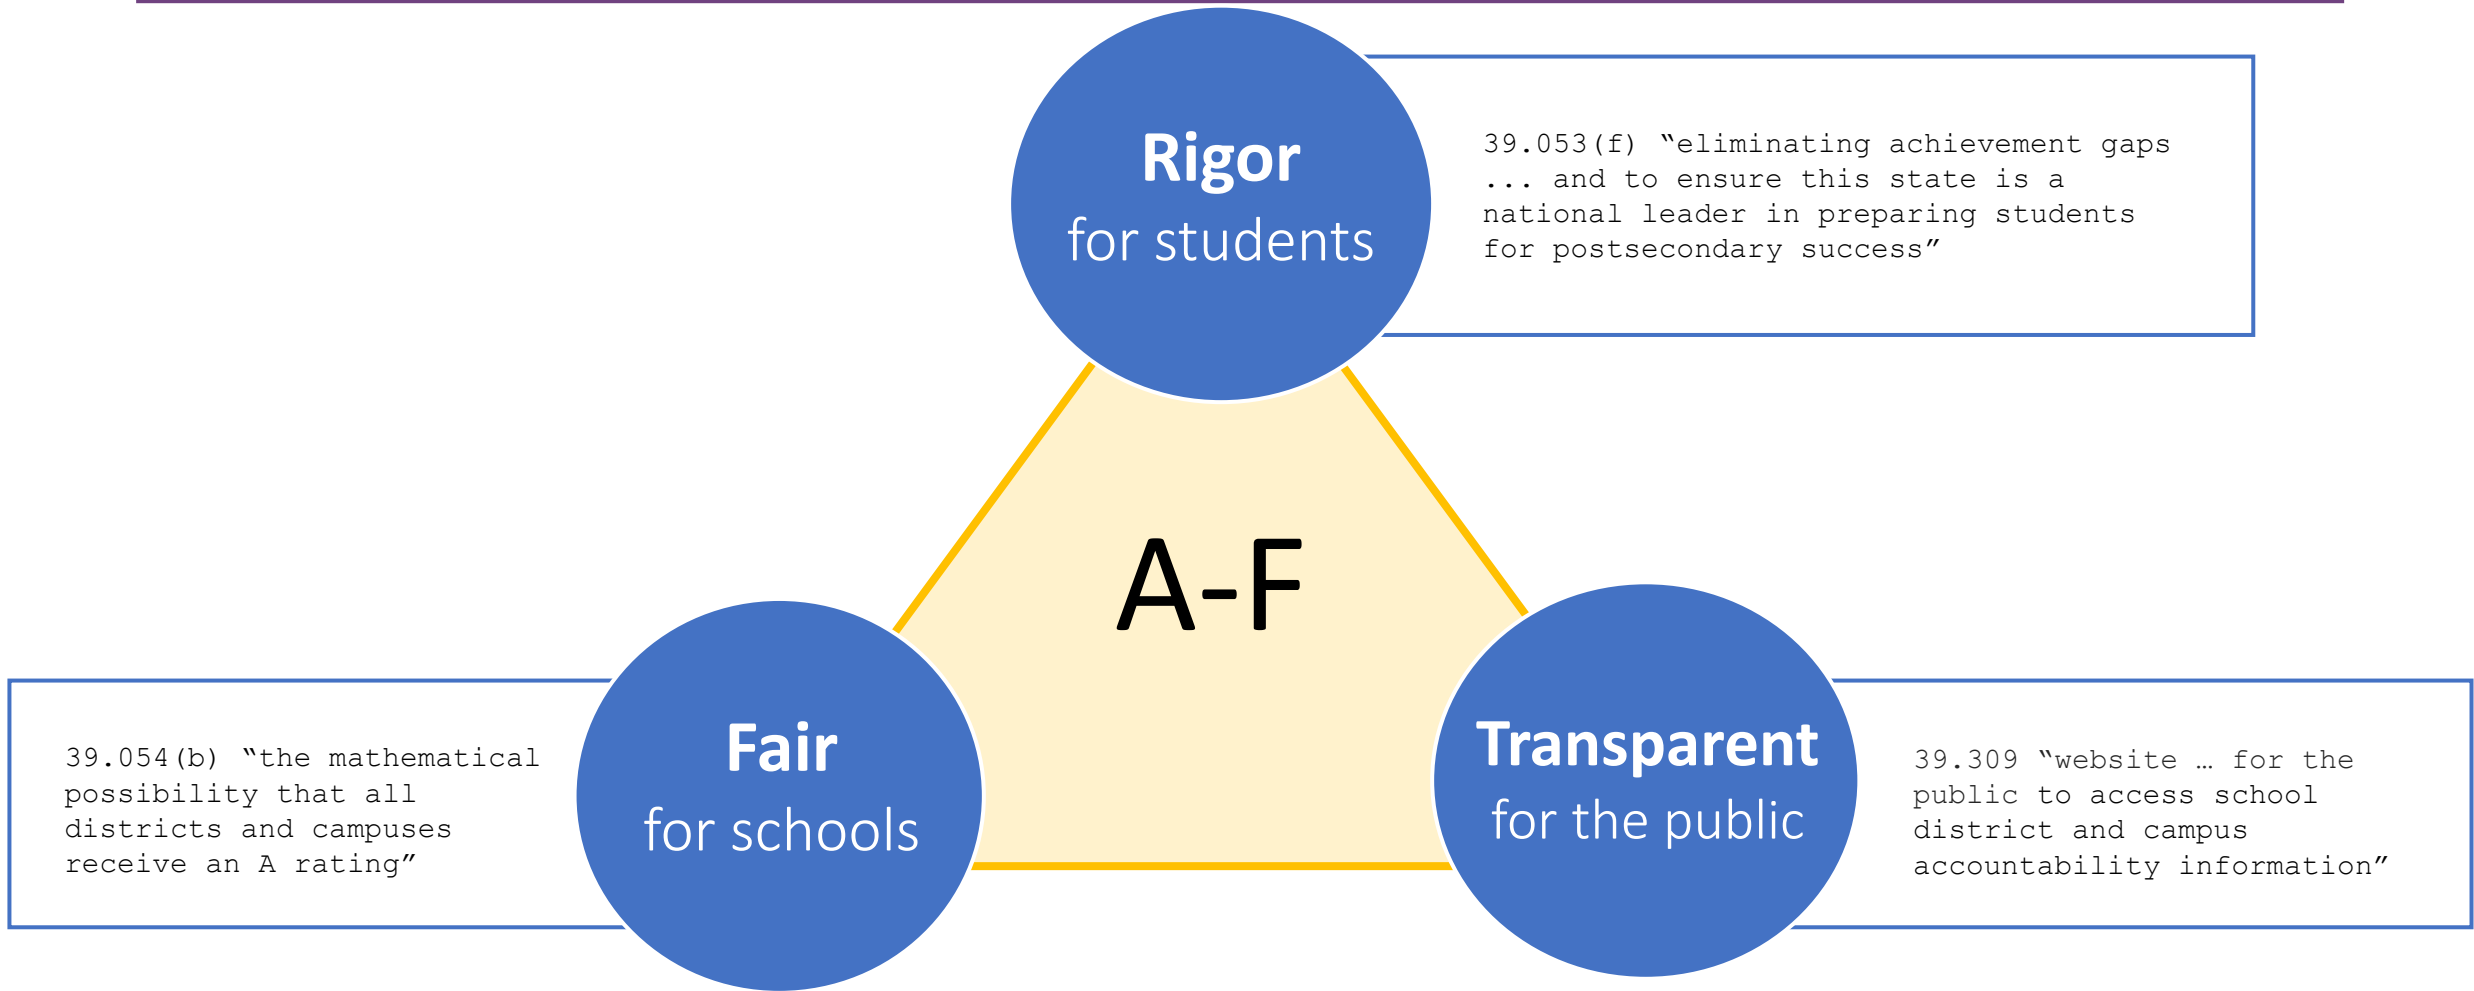 Rigor
for students
39.053(f) “eliminating achievement gaps
... and to ensure this state is a
national leader in preparing students
for postsecondary success”
A-F
Fair
for schools
39.054(b) “the mathematical
possibility that all
districts and campuses
receive an A rating”
Transparent
for the public
39.309 “website … for the
public to access school
district and campus
accountability information”